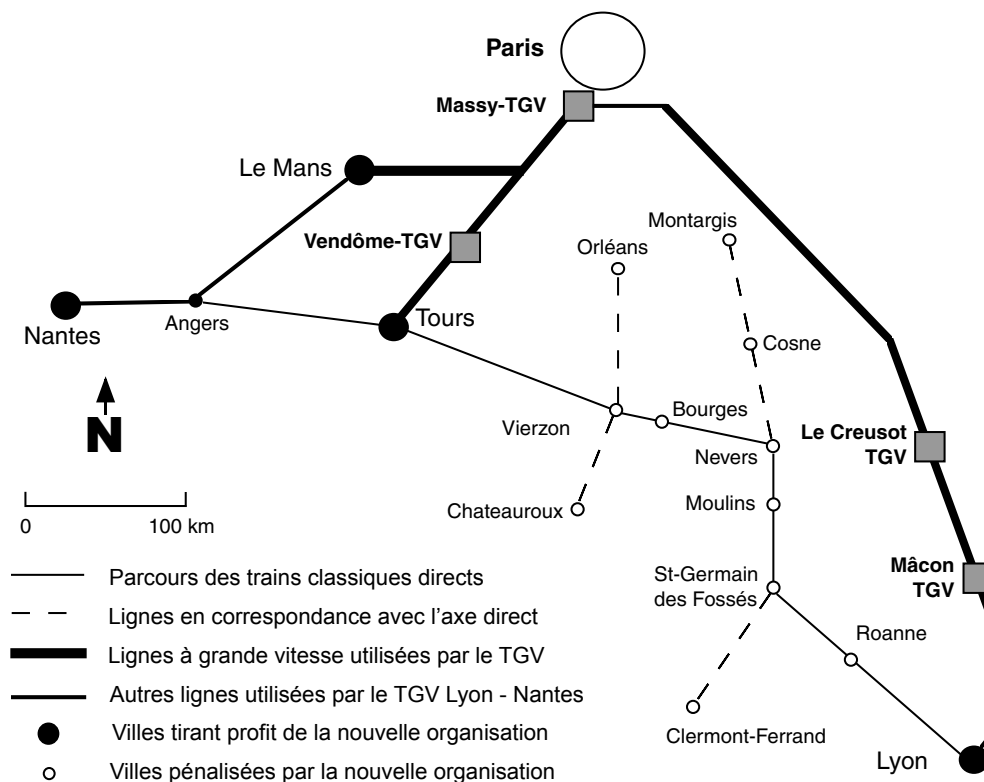 Paris
Massy-TGV
Le Mans
Montargis
Vendôme-TGV
Orléans
Nantes
Angers
Tours
Cosne
N
Vierzon
Bourges
Le Creusot
TGV
Nevers
Chateauroux
Moulins
0 100 km
Mâcon
TGV
St-Germain
des Fossés
Roanne
Clermont-Ferrand
Lyon
Parcours des trains classiques directs
Lignes en correspondance avec l'axe direct
Lignes à grande vitesse utilisées par le TGV
Autres lignes utilisées par le TGV Lyon - Nantes
Villes tirant profit de la nouvelle organisation
Villes pénalisées par la nouvelle organisation